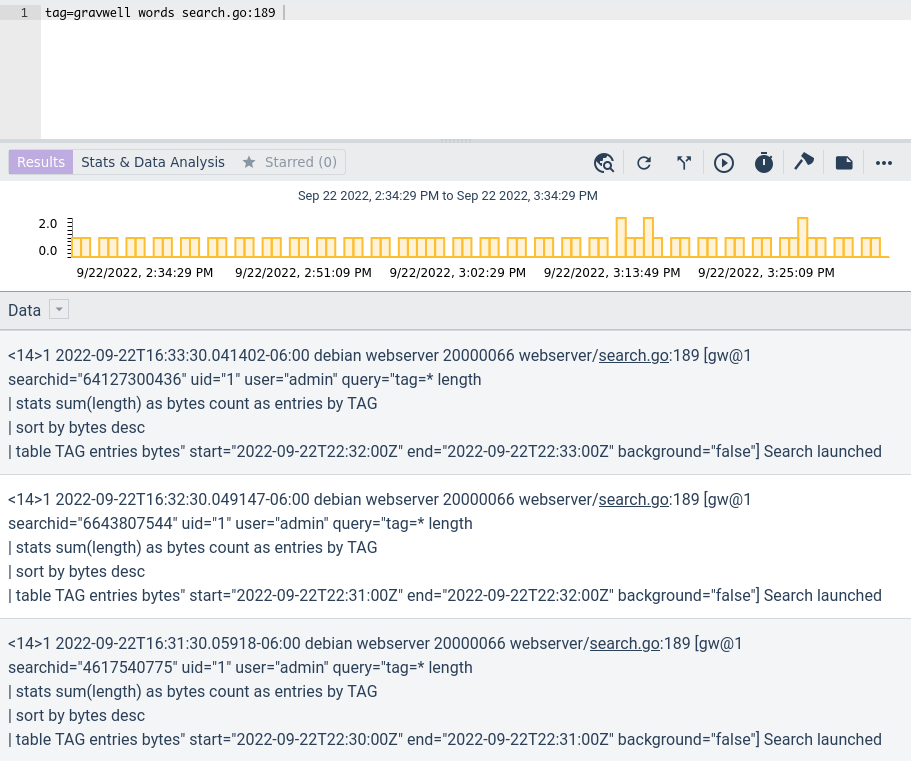 1 tag=gravwell words search.go:189
Results Stats & Data Analysis Starred (0)
Sep 22 2022, 2:34:29 PM to Sep 22 2022, 3:34:29 PM
2.0
0.0
9/22/2022, 2:34:29 PM 9/22/2022, 2:51:09 PM 9/22/2022, 3:02:29 PM 9/22/2022, 3:13:49 PM 9/22/2022, 3:25:09 PM
Data
<14>1 2022-09-22T16:33:30.041402-06:00 debian webserver 20000066 webserver/search.go:189 [gw@1
searchid="64127300436" uid="1" user="admin" query="tag=* length
| stats sum(length) as bytes count as entries by TAG
| sort by bytes desc
| table TAG entries bytes" start="2022-09-22T22:32:00Z" end="2022-09-22T22:33:00Z" background="false"] Search launched
<14>1 2022-09-22T16:32:30.049147-06:00 debian webserver 20000066 webserver/search.go:189 [gw@1
searchid="6643807544" uid="1" user="admin" query="tag=* length
| stats sum(length) as bytes count as entries by TAG
| sort by bytes desc
| table TAG entries bytes" start="2022-09-22T22:31:00Z" end="2022-09-22T22:32:00Z" background="false"] Search launched
<14>1 2022-09-22T16:31:30.05918-06:00 debian webserver 20000066 webserver/search.go:189 [gw@1
searchid="4617540775" uid="1" user="admin" query="tag=* length
| stats sum(length) as bytes count as entries by TAG
| sort by bytes desc
| table TAG entries bytes" start="2022-09-22T22:30:00Z" end="2022-09-22T22:31:00Z" background="false"] Search launched